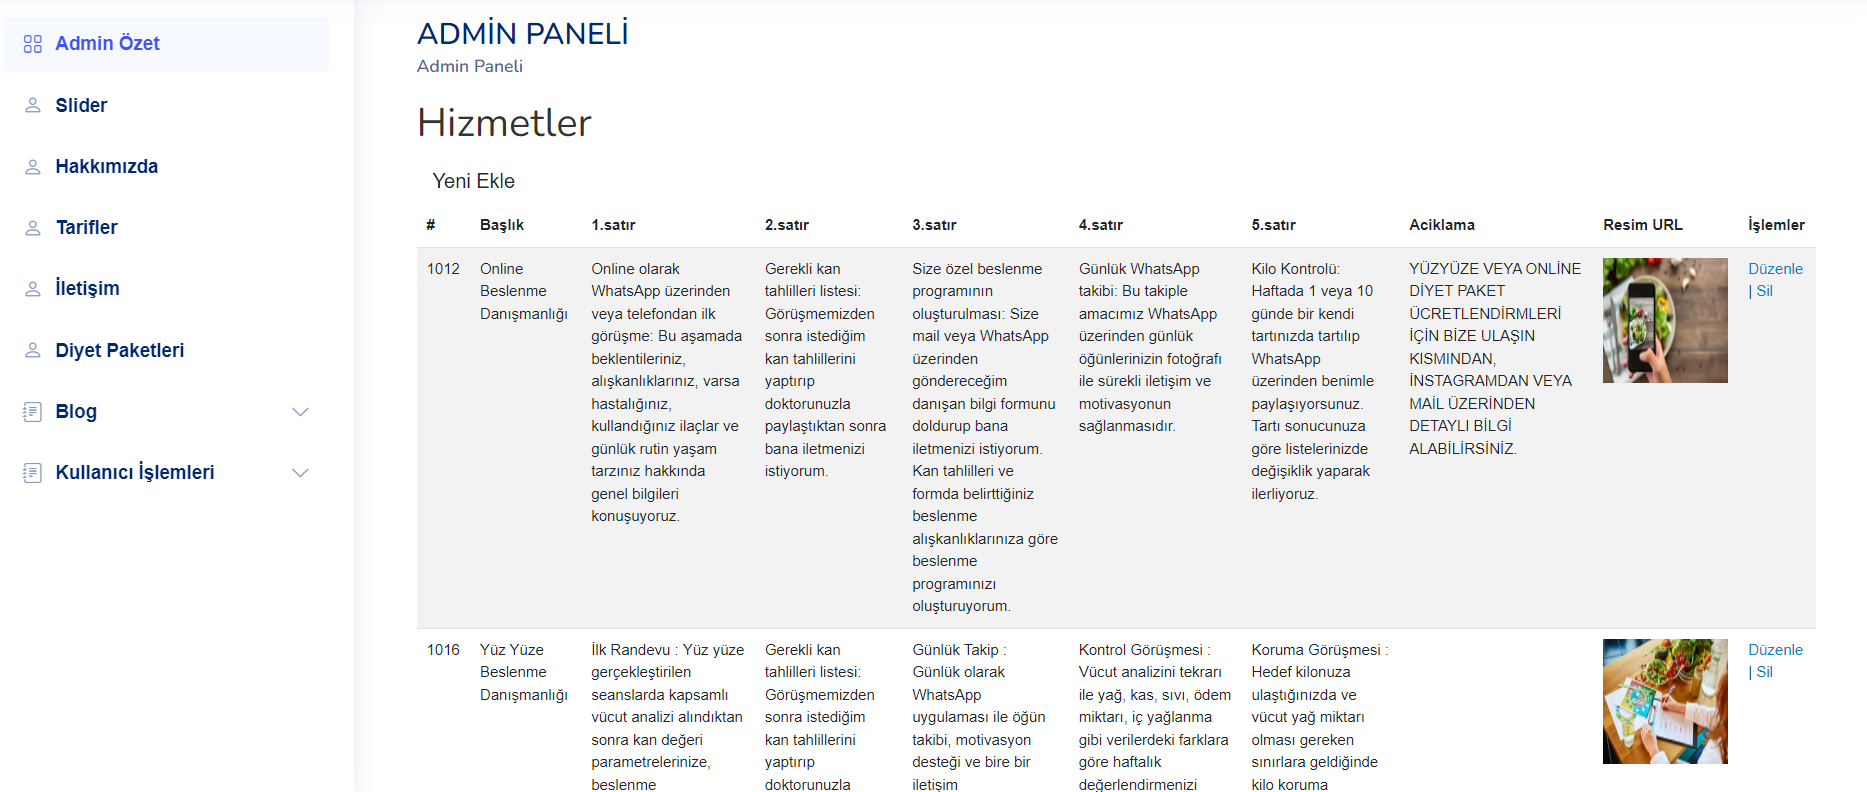 Admin Özet
Slider
Hakkımızda
Tarifler
İletişim
Diyet Paketleri
Blog
Kullanıcı İşlemleri
ADMİN PANELİ
Admin Paneli
Hizmetler
Yeni Ekle
# Başlık 1.satır 2.satır 3.satır 4.satır 5.satır Aciklama Resim URL İşlemler
1012
Online
Beslenme
Danışmanlığı
Online olarak
WhatsApp üzerinden
veya telefondan ilk
görüşme: Bu aşamada
beklentileriniz,
alışkanlıklarınız, varsa
hastalığınız,
kullandığınız ilaçlar ve
günlük rutin yaşam
tarzınız hakkında
genel bilgileri
konuşuyoruz.
Gerekli kan
tahlilleri listesi:
Görüşmemizden
sonra istediğim
kan tahlillerini
yaptırıp
doktorunuzla
paylaştıktan sonra
bana iletmenizi
istiyorum.
Size özel beslenme
programının
oluşturulması: Size
mail veya WhatsApp
üzerinden
göndereceğim
danışan bilgi formunu
doldurup bana
iletmenizi istiyorum.
Kan tahlilleri ve
formda belirttiğiniz
beslenme
alışkanlıklarınıza göre
beslenme
programınızı
oluşturuyorum.
Günlük WhatsApp
takibi: Bu takiple
amacımız WhatsApp
üzerinden günlük
öğünlerinizin fotoğrafı
ile sürekli iletişim ve
motivasyonun
sağlanmasıdır.
Kilo Kontrolü:
Haftada 1 veya 10
günde bir kendi
tartınızda tartılıp
WhatsApp
üzerinden benimle
paylaşıyorsunuz.
Tartı sonucunuza
göre listelerinizde
değişiklik yaparak
ilerliyoruz.
YÜZYÜZE VEYA ONLİNE
DİYET PAKET
ÜCRETLENDİRMLERİ
İÇİN BİZE ULAŞIN
KISMINDAN,
İNSTAGRAMDAN VEYA
MAİL ÜZERİNDEN
DETAYLI BİLGİ
ALABİLİRSİNİZ.
Düzenle
| Sil
1016
Yüz Yüze
Beslenme
Danışmanlığı
İlk Randevu : Yüz yüze
gerçekleştirilen
seanslarda kapsamlı
vücut analizi alındıktan
sonra kan değeri
parametrelerinize,
beslenme
Gerekli kan
tahlilleri listesi:
Görüşmemizden
sonra istediğim
kan tahlillerini
yaptırıp
doktorunuzla
Günlük Takip :
Günlük olarak
WhatsApp
uygulaması ile öğün
takibi, motivasyon
desteği ve bire bir
iletişim
Kontrol Görüşmesi :
Vücut analizini tekrarı
ile yağ, kas, sıvı, ödem
miktarı, iç yağlanma
gibi verilerdeki farklara
göre haftalık
değerlendirmenizi
Koruma Görüşmesi :
Hedef kilonuza
ulaştığınızda ve
vücut yağ miktarı
olması gereken
sınırlara geldiğinde
kilo koruma
Düzenle
| Sil